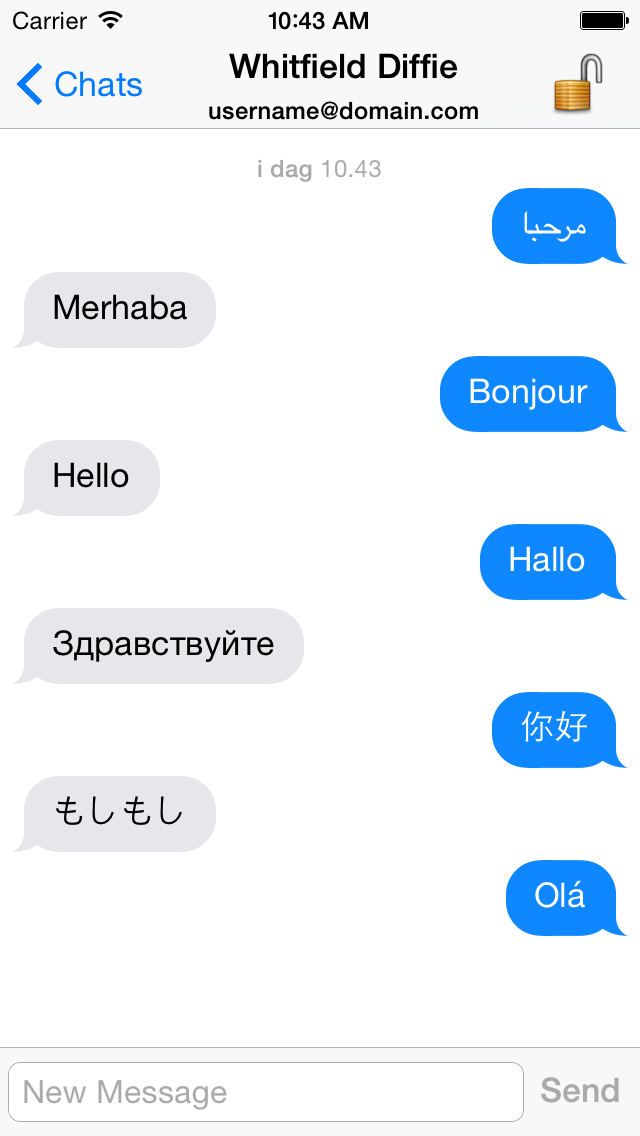 Carrier 10:43 AM
Chats Whitfield Diffie
username@domain.com
i dag 10.43
مرحبا
Merhaba
Bonjour
Hello
Hallo
Здравствуйте
你好
もしもし
Olá
New Message Send